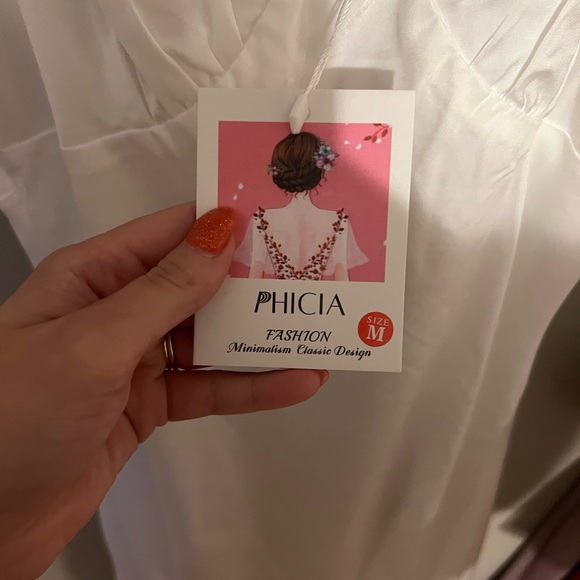 PHICIA
SIZE
M
FASHION
Minimalism Classic Design